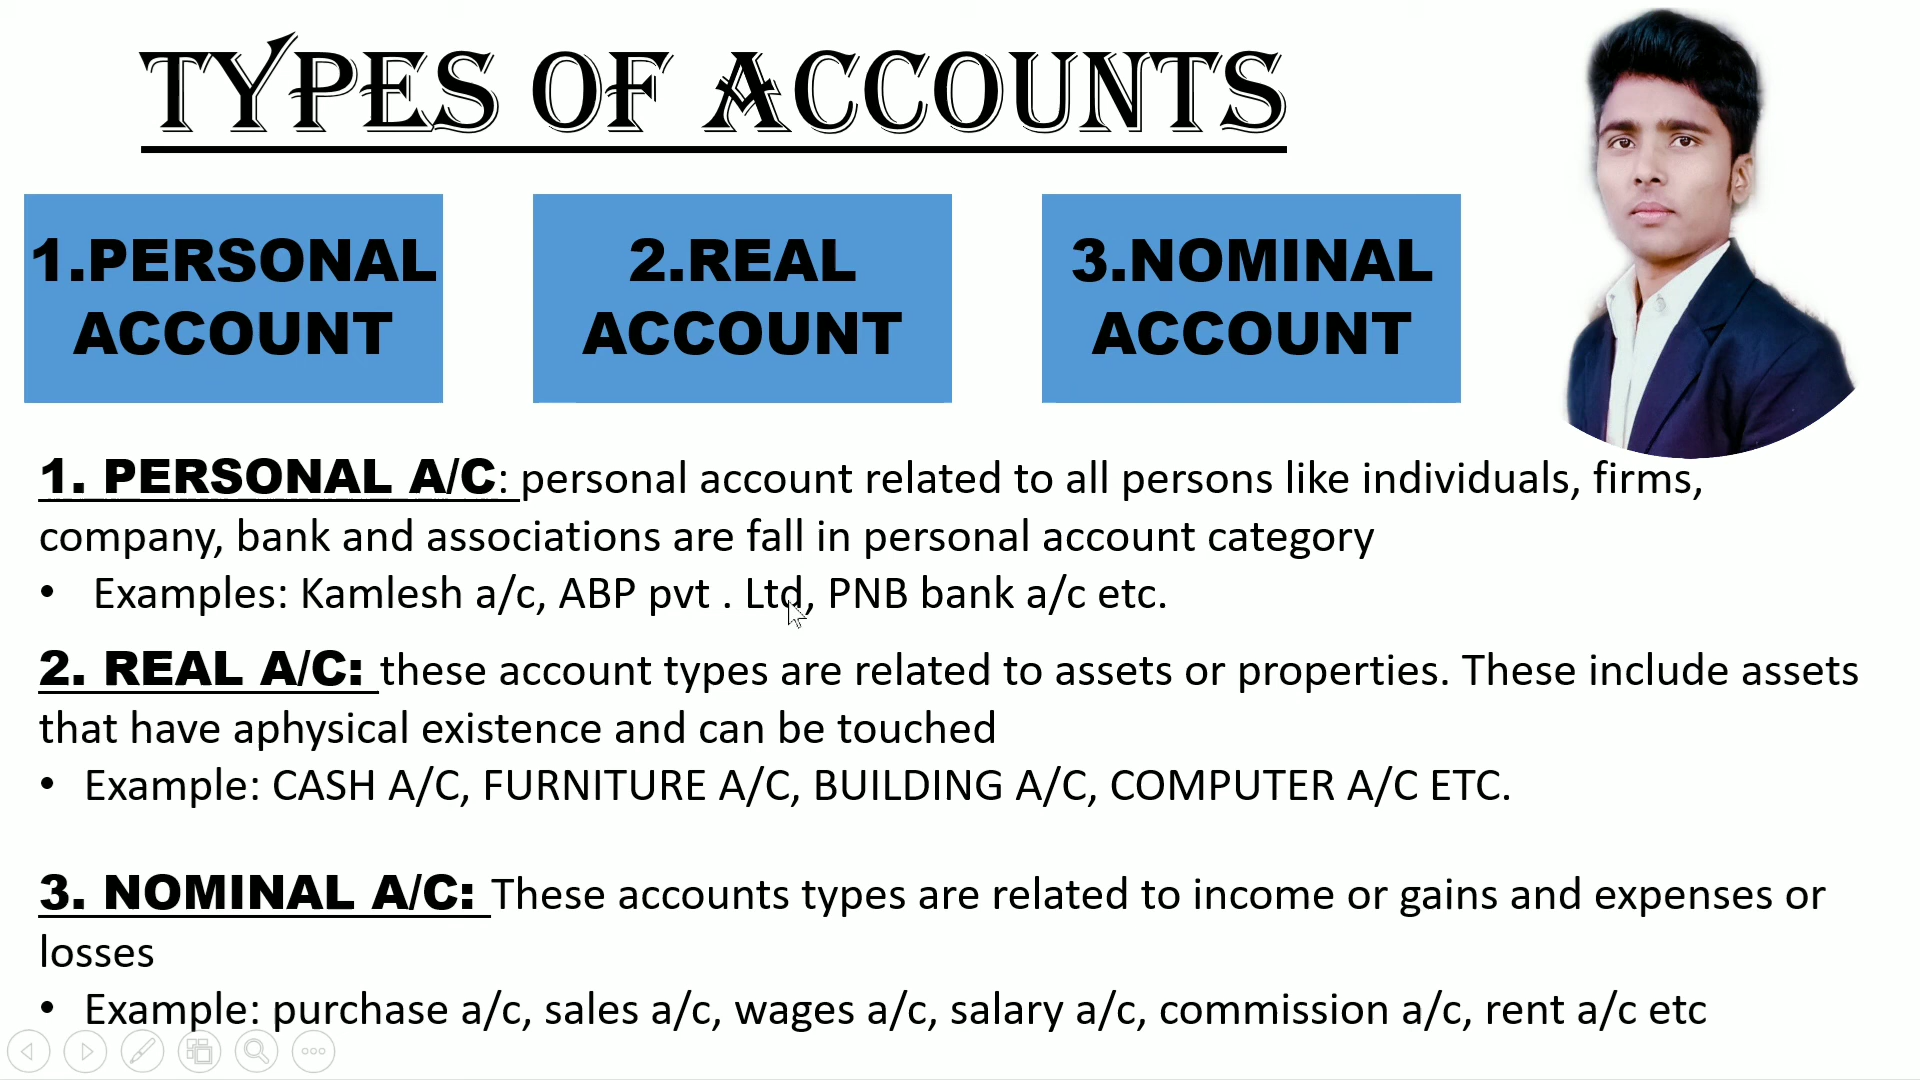 TYPES OF ACCOUNTS
1.PERSONAL
ACCOUNT
2.REAL
ACCOUNT
3.NOMINAL
ACCOUNT
1. PERSONAL A/C: personal account related to all persons like individuals, firms,
company, bank and associations are fall in personal account category
• Examples: Kamlesh a/c, ABP pvt . Ltd, PNB bank a/c etc.
2. REAL A/C: these account types are related to assets or properties. These include assets
that have aphysical existence and can be touched
• Example: CASH A/C, FURNITURE A/C, BUILDING A/C, COMPUTER A/C ETC.
3. NOMINAL A/C: These accounts types are related to income or gains and expenses or
losses
• Example: purchase a/c, sales a/c, wages a/c, salary a/c, commission a/c, rent a/c etc